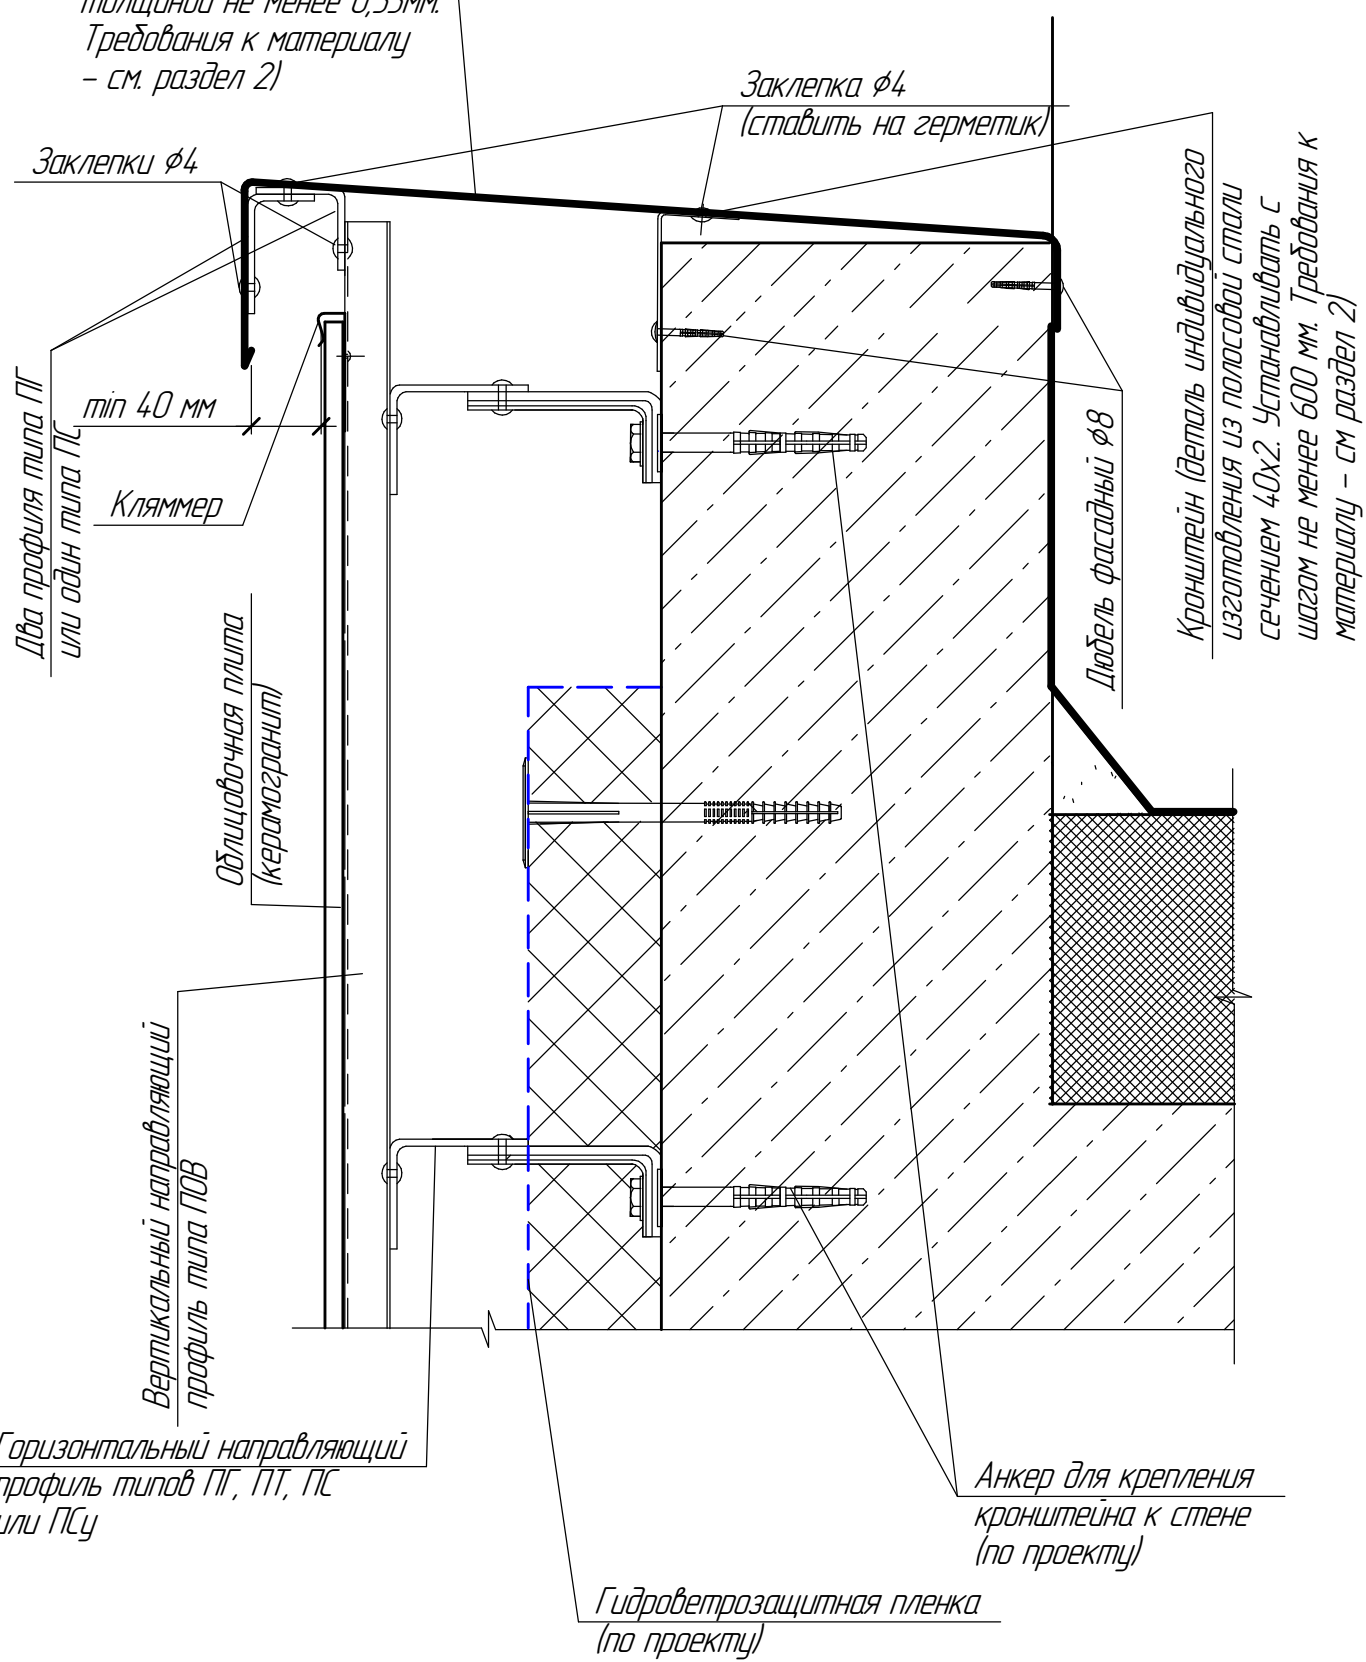 толщиной не менее 0,55мм.
Требования к материалу
- см. раздел 2)
Заклепка ϕ4
(ставить на герметик)
Заклепки ϕ4
Кронштейн (деталь индивидуального
изготовления из полосовой стали
сечением 40х2. Устанавливать с
шагом не менее 600 мм. Требования к
материалу - см раздел 2)
Два профиля типа ПГ
или один типа ПС
min 40 мм
Кляммер
Дюбель фасадный ϕ8
Облицовочная плита
(керамогранит)
Вертикальный направляющий
профиль типа ПОВ
Горизонтальный направляющий
профиль типов ПГ, ПТ, ПС
или ПСу
Анкер для крепления
кронштейна к стене
(по проекту)
Гидроветрозащитная пленка
(по проекту)